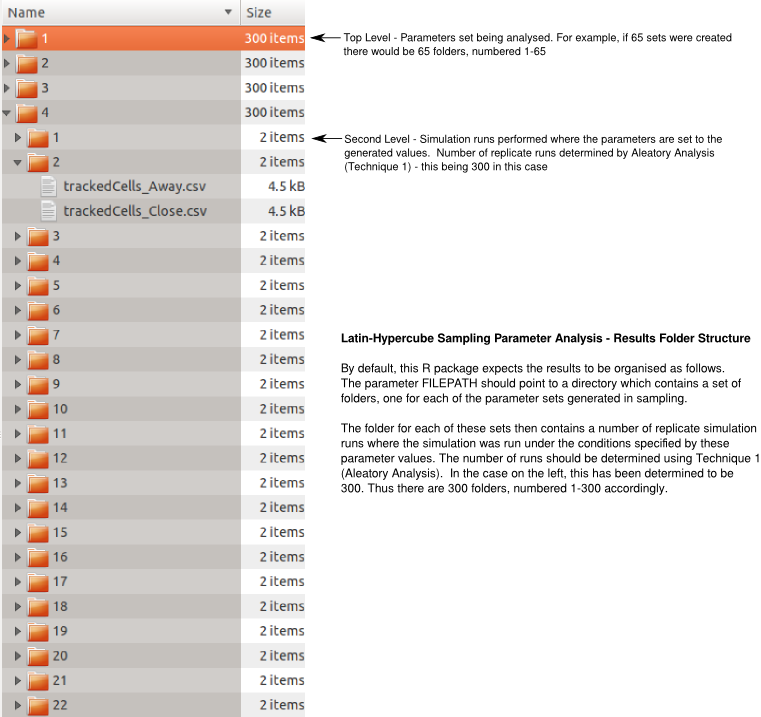 Name Size
1 300 items
2 300 items
3 300 items
4 300 items
1 2 items
2 2 items
trackedCells_Away.csv 4.5 kB
trackedCells_Close.csv 4.5 kB
3 2 items
4 2 items
5 2 items
6 2 items
7 2 items
8 2 items
9 2 items
10 2 items
11 2 items
12 2 items
13 2 items
14 2 items
15 2 items
16 2 items
17 2 items
18 2 items
19 2 items
20 2 items
21 2 items
22 2 items
Top Level - Parameters set being analysed. For example, if 65 sets were created
there would be 65 folders, numbered 1-65
Second Level - Simulation runs performed where the parameters are set to the
generated values. Number of replicate runs determined by Aleatory Analysis
(Technique 1) - this being 300 in this case
Latin-Hypercube Sampling Parameter Analysis - Results Folder Structure
By default, this R package expects the results to be organised as follows.
The parameter FILEPATH should point to a directory which contains a set of
folders, one for each of the parameter sets generated in sampling.
The folder for each of these sets then contains a number of replicate simulation
runs where the simulation was run under the conditions specified by these
parameter values. The number of runs should be determined using Technique 1
(Aleatory Analysis). In the case on the left, this has been determined to be
300. Thus there are 300 folders, numbered 1-300 accordingly.